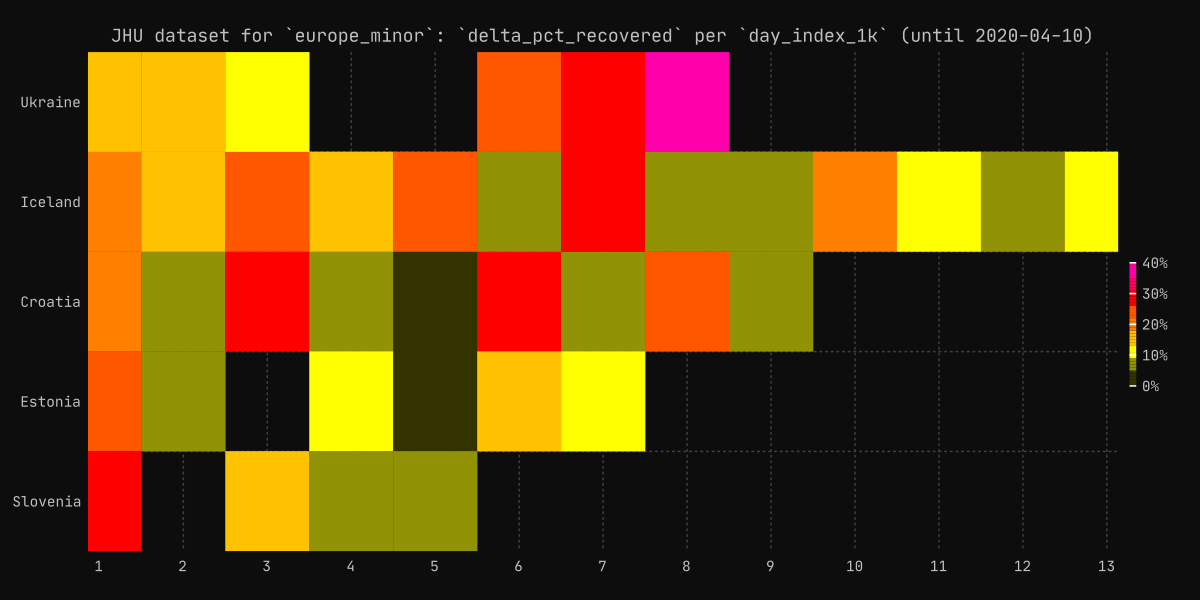 JHU dataset for `europe_minor`: `delta_pct_recovered` per `day_index_1k` (until 2020-04-10)
Ukraine
Iceland
Croatia
Estonia
Slovenia
40%
30%
20%
10%
0%
1 2 3 4 5 6 7 8 9 10 11 12 13